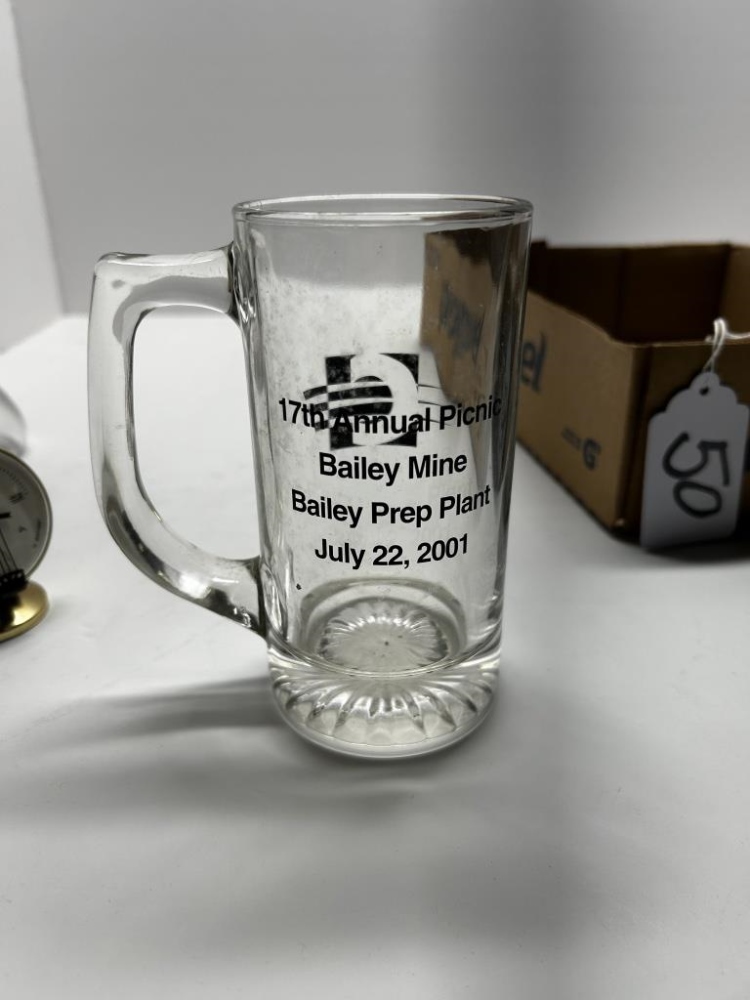 17th Annual Picnic
Bailey Mine
Bailey Prep Plant
July 22, 2001
50